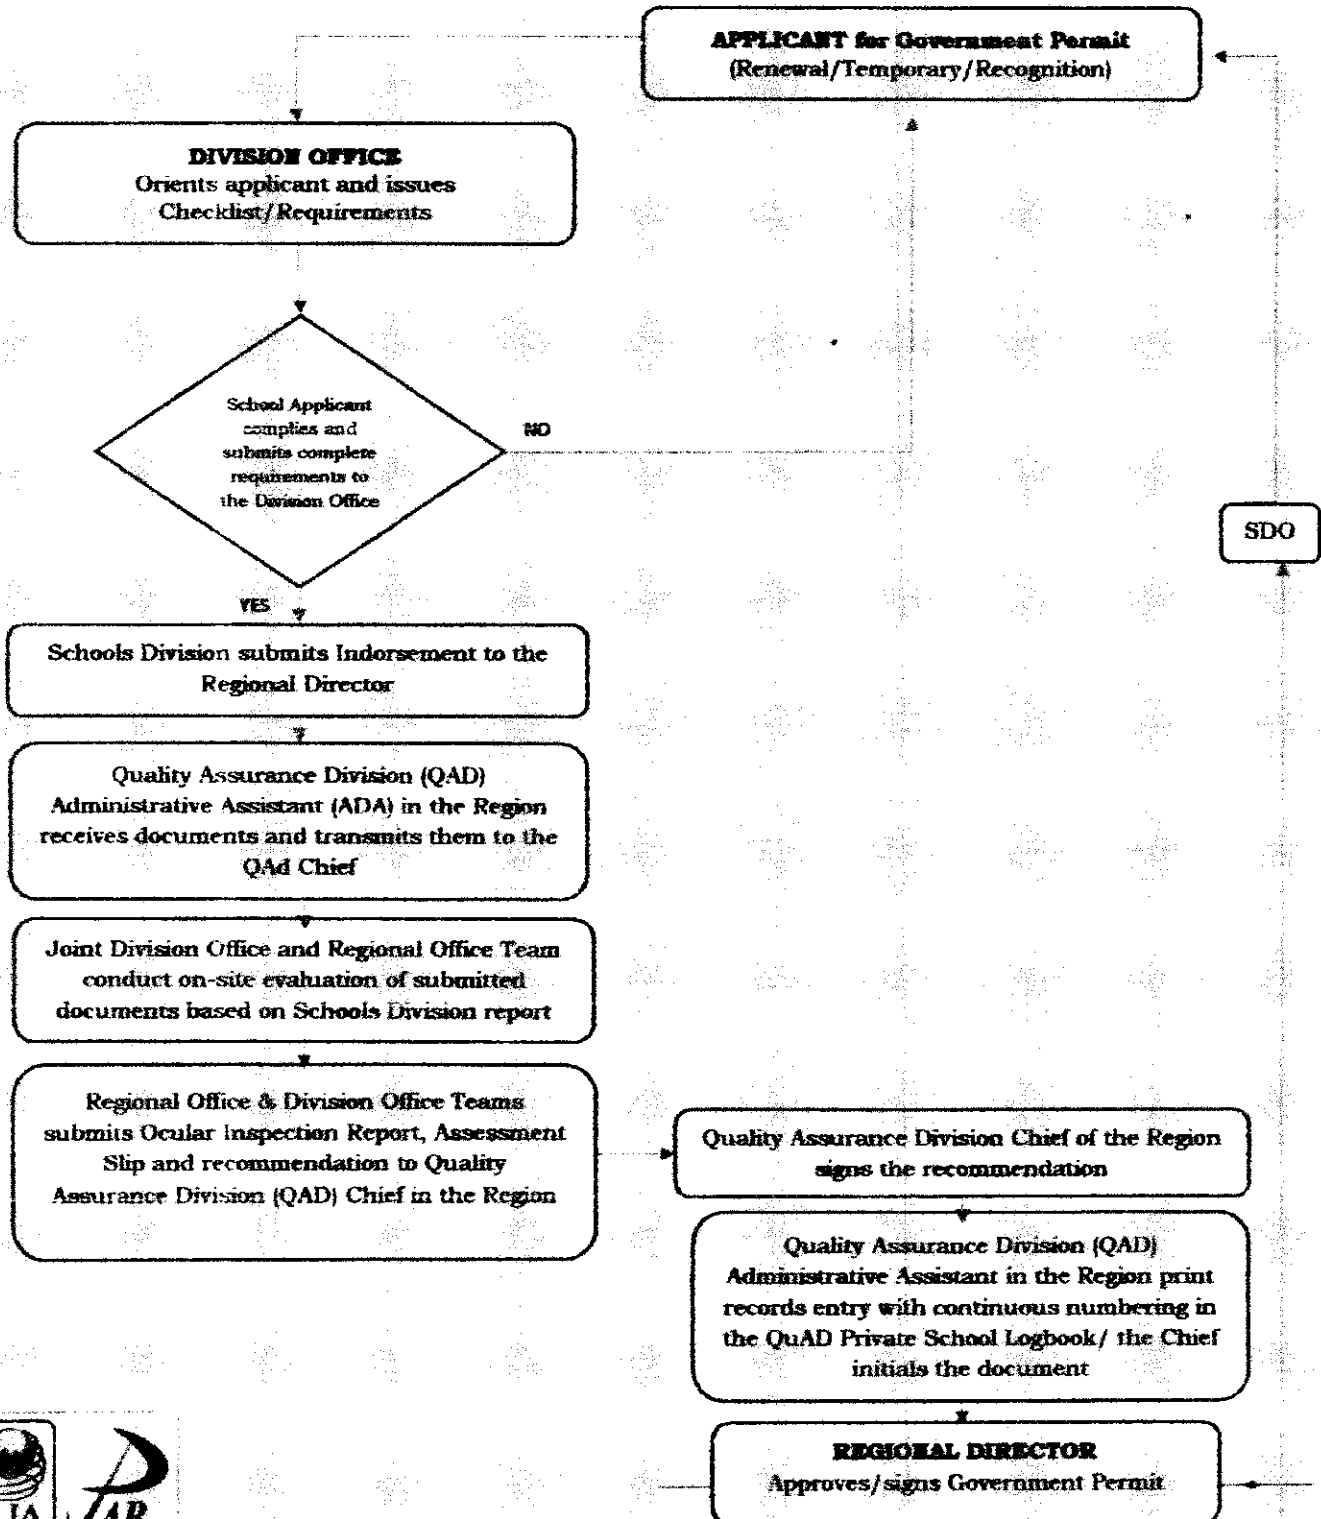 APPLICANT for Government Permit
(Renewal/Temporary/Recognition)
DIVISION OFFICE
Orients applicant and issues
Checklist/Requirements
School Applicant
complies and
submits complete
requirements to
the Division Office
NO
SDO
YES
Schools Division submits Indorsement to the
Regional Director
Quality Assurance Division (QAD)
Administrative Assistant (ADA) in the Region
receives documents and transmits them to the
QAd Chief
Joint Division Office and Regional Office Team
conduct on-site evaluation of submitted
documents based on Schools Division report
Regional Office & Division Office Teams
submits Ocular Inspection Report, Assessment
Slip and recommendation to Quality
Assurance Division (QAD) Chief in the Region
Quality Assurance Division Chief of the Region
signs the recommendation
Quality Assurance Division (QAD)
Administrative Assistant in the Region print
records entry with continuous numbering in
the QuAD Private School Logbook/ the Chief
initials the document
REGIONAL DIRECTOR
Approves/signs Government Permit